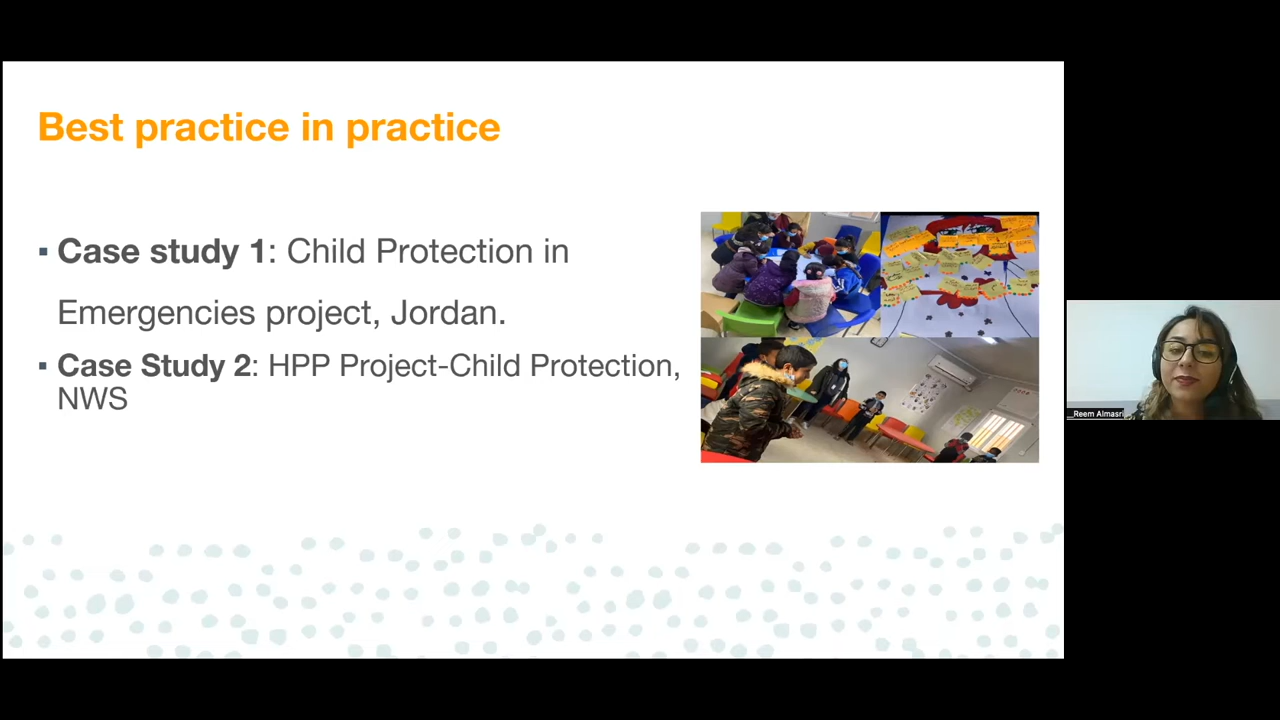 Best practice in practice
▪ Case study 1: Child Protection in
Emergencies project, Jordan.
▪ Case Study 2: HPP Project-Child Protection,
NWS
__Reem Almasri